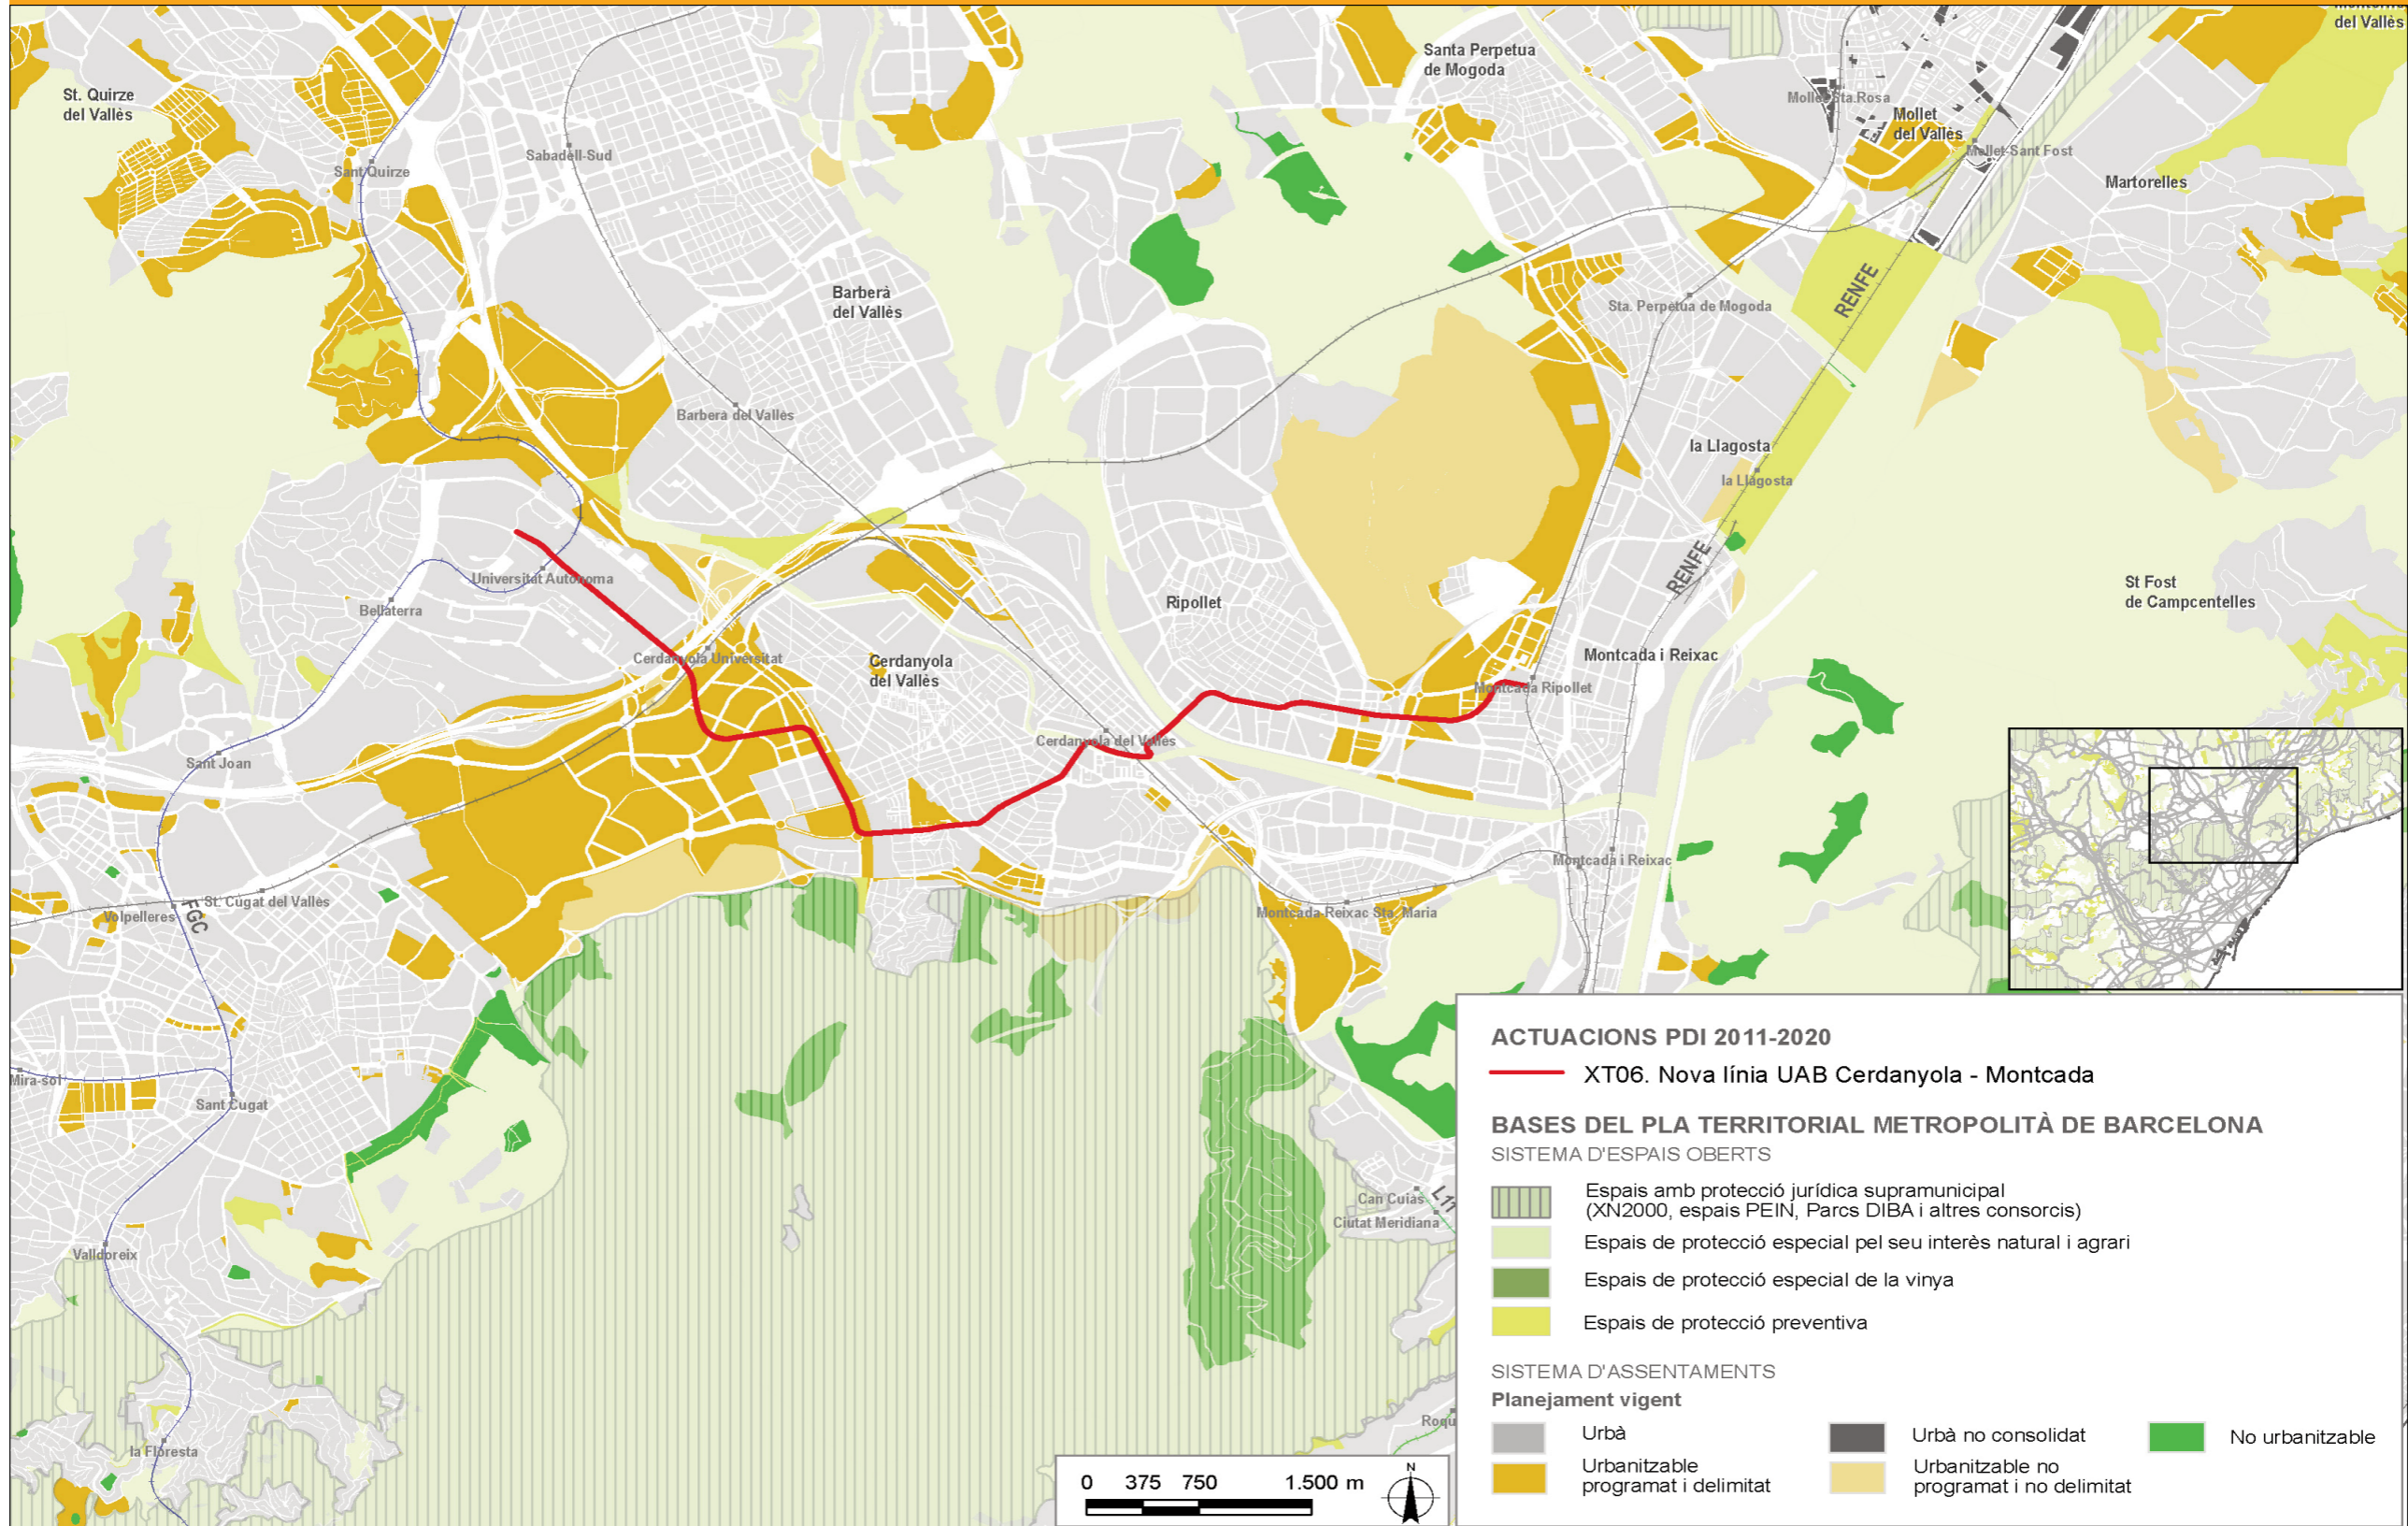 del Vallès
Santa Perpetua
de Mogoda
St. Quirze
del Vallès
Mollet Sta.Rosa
Mollet
del Vallès
Mollet-Sant Fost
Sabadell-Sud
Sant Quirze
Martorelles
Barberà
del Vallès
RENFE
Sta. Perpètua de Mogoda
Barberà del Vallès
la Llagosta
la Llagosta
RENFE
Universitat Autònoma
Bellaterra
Ripollet
St Fost
de Campcentelles
Cerdanyola Universitat
Cerdanyola
del Vallès
Montcada i Reixac
Montcada Ripollet
Cerdanyola del Vallès
Sant Joan
Montcada i Reixac
St. Cugat del Vallès
Volpelleres
FGC
Montcada-Reixac Sta. Maria
Mira-sol
Sant Cugat
Can Cuiàs
L11
Ciutat Meridiana
Valldoreix
la Floresta
Roqu
ACTUACIONS PDI 2011-2020
XT06. Nova línia UAB Cerdanyola - Montcada
BASES DEL PLA TERRITORIAL METROPOLITÀ DE BARCELONA
SISTEMA D'ESPAIS OBERTS
Espais amb protecció jurídica supramunicipal
(XN2000, espais PEIN, Parcs DIBA i altres consorcis)
Espais de protecció especial pel seu interès natural i agrari
Espais de protecció especial de la vinya
Espais de protecció preventiva
SISTEMA D'ASSENTAMENTS
Planejament vigent
Urbà
Urbà no consolidat
No urbanitzable
Urbanitzable
programat i delimitat
Urbanitzable no
programat i no delimitat
0 375 750 1.500 m
N